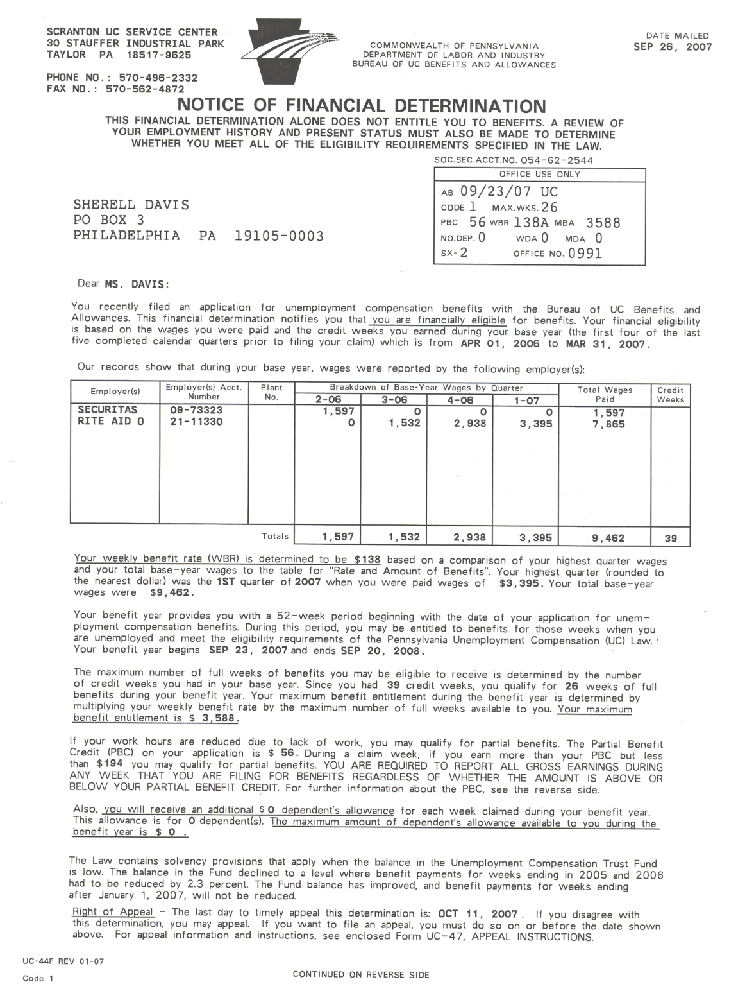 SCRANTON UC SERVICE CENTER
30 STAUFFER INDUSTRIAL PARK
TAYLOR PA 18517-9625
PHONE NO.: 570-496-2332
FAX NO.: 570-562-4872
COMMONWEALTH OF PENNSYLVANIA
DEPARTMENT OF LABOR AND INDUSTRY
BUREAU OF UC BENEFITS AND ALLOWANCES
DATE MAILED
SEP 26, 2007
NOTICE OF FINANCIAL DETERMINATION
THIS FINANCIAL DETERMINATION ALONE DOES NOT ENTITLE YOU TO BENEFITS. A REVIEW OF
YOUR EMPLOYMENT HISTORY AND PRESENT STATUS MUST ALSO BE MADE TO DETERMINE
WHETHER YOU MEET ALL OF THE ELIGIBILITY REQUIREMENTS SPECIFIED IN THE LAW.
SOC.SEC.ACCT.NO. 054-62-2544
OFFICE USE ONLY
AB 09/23/07 UC
CODE 1 MAX.WKS. 26
PBC 56 WBR 138A MBA 3588
NO.DEP. 0 WDA 0 MDA 0
SX- 2 OFFICE NO. 0991
SHERELL DAVIS
PO BOX 3
PHILADELPHIA PA 19105-0003
Dear MS. DAVIS:
You recently filed an application for unemployment compensation benefits with the Bureau of UC Benefits and
Allowances. This financial determination notifies you that you are financially eligible for benefits. Your financial eligibility
is based on the wages you were paid and the credit weeks you earned during your base year (the first four of the last
five completed calendar quarters prior to filing your claim) which is from APR 01, 2006 to MAR 31, 2007.
Our records show that during your base year, wages were reported by the following employer(s):
Employer(s) Employer(s) Acct. Number Plant No. Breakdown of Base-Year Wages by Quarter Total Wages Paid Credit Weeks
2-06 3-06 4-06 1-07
SECURITAS 09-73323 1,597 0 0 0 1,597
RITE AID 0 21-11330 0 1,532 2,938 3,395 7,865
Totals 1,597 1,532 2,938 3,395 9,462 39
Your weekly benefit rate (WBR) is determined to be $138 based on a comparison of your highest quarter wages
and your total base-year wages to the table for "Rate and Amount of Benefits". Your highest quarter (rounded to
the nearest dollar) was the 1ST quarter of 2007 when you were paid wages of $3,395. Your total base-year
wages were $9,462.
Your benefit year provides you with a 52-week period beginning with the date of your application for unem-
ployment compensation benefits. During this period, you may be entitled to benefits for those weeks when you
are unemployed and meet the eligibility requirements of the Pennsylvania Unemployment Compensation (UC) Law.
Your benefit year begins SEP 23, 2007 and ends SEP 20, 2008.
The maximum number of full weeks of benefits you may be eligible to receive is determined by the number
of credit weeks you had in your base year. Since you had 39 credit weeks, you qualify for 26 weeks of full
benefits during your benefit year. Your maximum benefit entitlement during the benefit year is determined by
multiplying your weekly benefit rate by the maximum number of full weeks available to you. Your maximum
benefit entitlement is $ 3,588.
If your work hours are reduced due to lack of work, you may qualify for partial benefits. The Partial Benefit
Credit (PBC) on your application is $ 56. During a claim week, if you earn more than your PBC but less
than $194 you may qualify for partial benefits. YOU ARE REQUIRED TO REPORT ALL GROSS EARNINGS DURING
ANY WEEK THAT YOU ARE FILING FOR BENEFITS REGARDLESS OF WHETHER THE AMOUNT IS ABOVE OR
BELOW YOUR PARTIAL BENEFIT CREDIT. For further information about the PBC, see the reverse side.
Also, you will receive an additional $ 0 dependent's allowance for each week claimed during your benefit year.
This allowance is for 0 dependent(s). The maximum amount of dependent's allowance available to you during the
benefit year is $ 0 .
The Law contains solvency provisions that apply when the balance in the Unemployment Compensation Trust Fund
is low. The balance in the Fund declined to a level where benefit payments for weeks ending in 2005 and 2006
had to be reduced by 2.3 percent. The Fund balance has improved, and benefit payments for weeks ending
after January 1, 2007, will not be reduced.
Right of Appeal - The last day to timely appeal this determination is: OCT 11, 2007 . If you disagree with
this determination, you may appeal. If you want to file an appeal, you must do so on or before the date shown
above. For appeal information and instructions, see enclosed Form UC-47, APPEAL INSTRUCTIONS.
UC-44F REV 01-07
Code 1
CONTINUED ON REVERSE SIDE